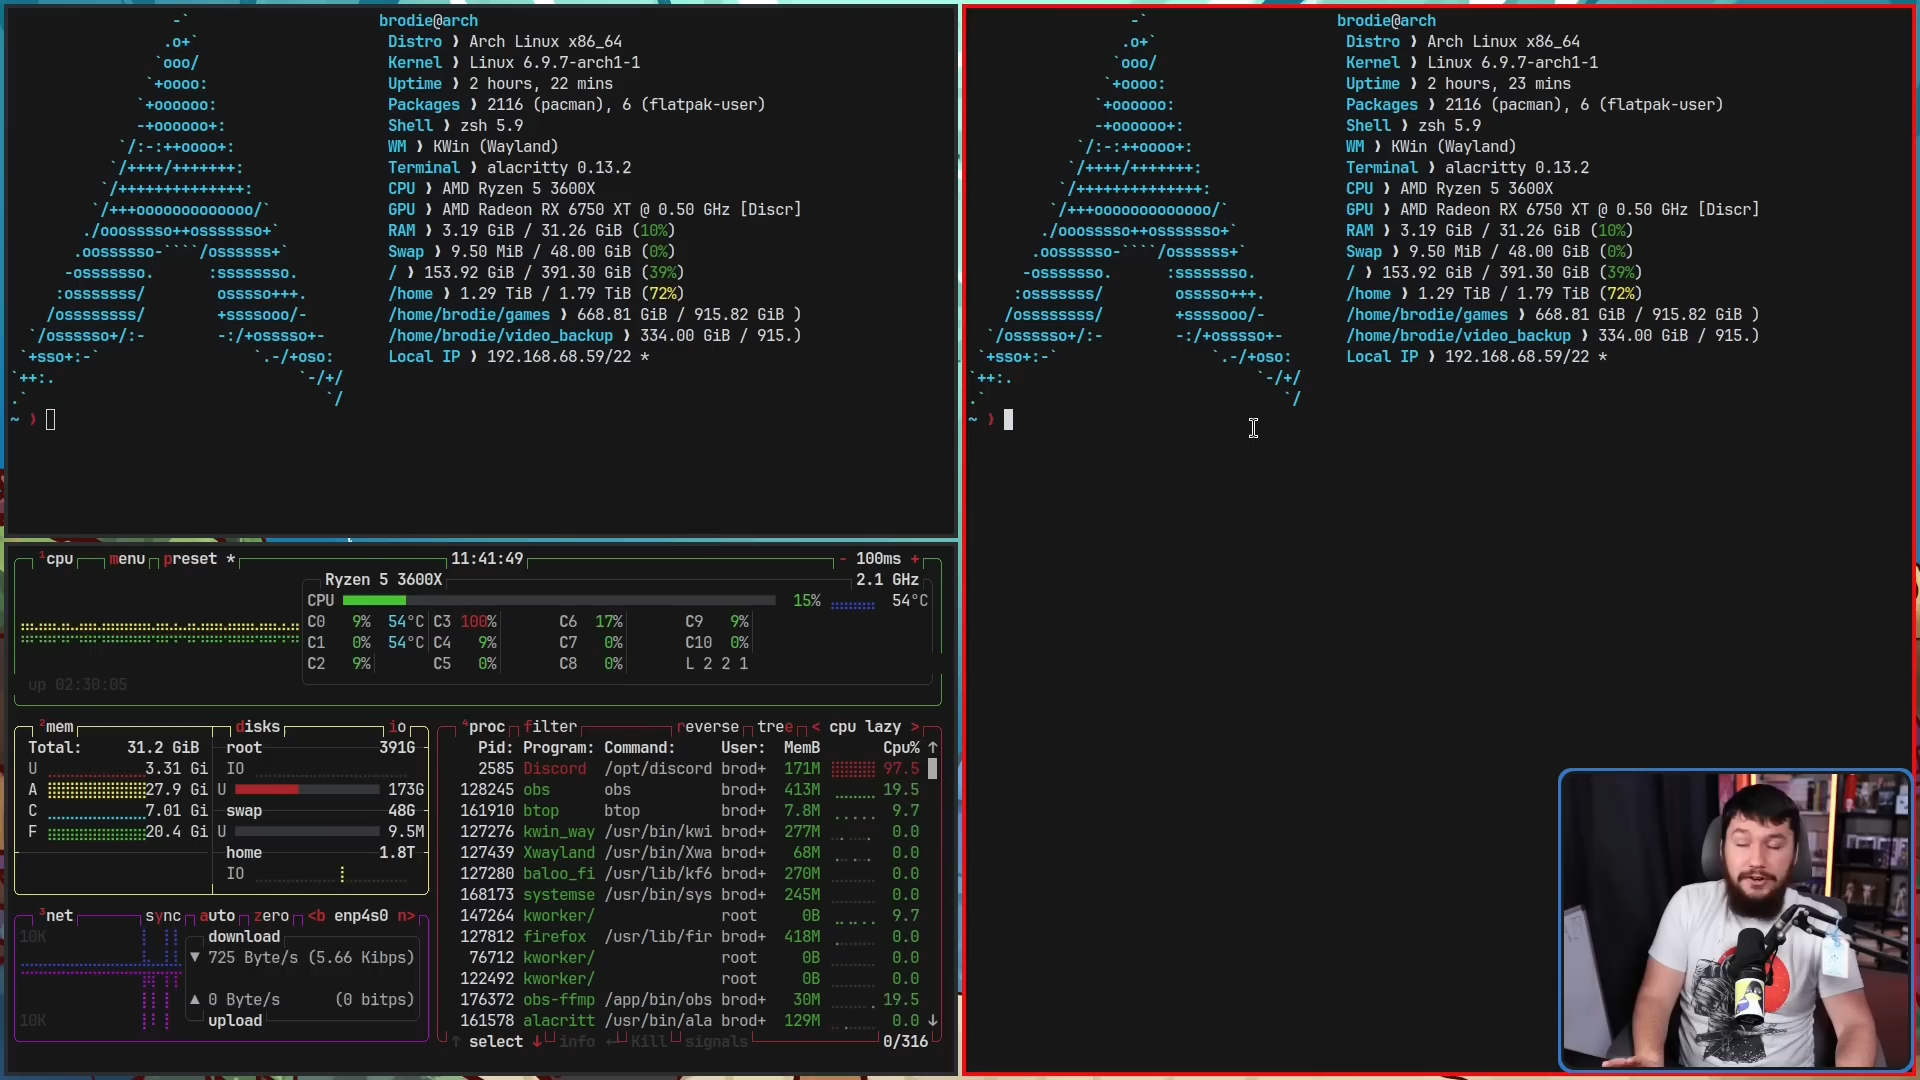 brodie@arch
Distro ❯ Arch Linux x86_64
Kernel ❯ Linux 6.9.7-arch1-1
Uptime ❯ 2 hours, 22 mins
Packages ❯ 2116 (pacman), 6 (flatpak-user)
Shell ❯ zsh 5.9
WM ❯ KWin (Wayland)
Terminal ❯ alacritty 0.13.2
CPU ❯ AMD Ryzen 5 3600X
GPU ❯ AMD Radeon RX 6750 XT @ 0.50 GHz [Discr]
RAM ❯ 3.19 GiB / 31.26 GiB (10%)
Swap ❯ 9.50 MiB / 48.00 GiB (0%)
/ ❯ 153.92 GiB / 391.30 GiB (39%)
/home ❯ 1.29 TiB / 1.79 TiB (72%)
/home/brodie/games ❯ 668.81 GiB / 915.82 GiB )
/home/brodie/video_backup ❯ 334.00 GiB / 915.)
Local IP ❯ 192.168.68.59/22 *
~ ❯
brodie@arch
Distro ❯ Arch Linux x86_64
Kernel ❯ Linux 6.9.7-arch1-1
Uptime ❯ 2 hours, 23 mins
Packages ❯ 2116 (pacman), 6 (flatpak-user)
Shell ❯ zsh 5.9
WM ❯ KWin (Wayland)
Terminal ❯ alacritty 0.13.2
CPU ❯ AMD Ryzen 5 3600X
GPU ❯ AMD Radeon RX 6750 XT @ 0.50 GHz [Discr]
RAM ❯ 3.19 GiB / 31.26 GiB (10%)
Swap ❯ 9.50 MiB / 48.00 GiB (0%)
/ ❯ 153.92 GiB / 391.30 GiB (39%)
/home ❯ 1.29 TiB / 1.79 TiB (72%)
/home/brodie/games ❯ 668.81 GiB / 915.82 GiB )
/home/brodie/video_backup ❯ 334.00 GiB / 915.)
Local IP ❯ 192.168.68.59/22 *
~ ❯
¹cpu menu preset * 11:41:49 - 100ms +
Ryzen 5 3600X 2.1 GHz
CPU 15% 54°C
C0 9% 54°C C3 100% C6 17% C9 9%
C1 0% 54°C C4 9% C7 0% C10 0%
C2 9% C5 0% C8 0% L 2 2 1
up 02:30:05
²mem disks io
Total: 31.2 GiB root 391G
U 3.31 Gi IO
A 27.9 Gi U 173G
C 7.01 Gi swap 48G
F 20.4 Gi U 9.5M
home 1.8T
IO
³net sync auto zero <b enp4s0 n>
10K download
▼ 725 Byte/s (5.66 Kibps)
▲ 0 Byte/s (0 bitps)
10K upload
⁴proc filter reverse tree < cpu lazy >
Pid: Program: Command: User: MemB Cpu% ↑
2585 Discord /opt/discord brod+ 171M 97.5
128245 obs obs brod+ 413M 19.5
161910 btop btop brod+ 7.8M 9.7
127276 kwin_way /usr/bin/kwi brod+ 277M 0.0
127439 Xwayland /usr/bin/Xwa brod+ 68M 0.0
127280 baloo_fi /usr/lib/kf6 brod+ 270M 0.0
168173 systemse /usr/bin/sys brod+ 245M 0.0
147264 kworker/ root 0B 9.7
127812 firefox /usr/lib/fir brod+ 418M 0.0
76712 kworker/ root 0B 0.0
122492 kworker/ root 0B 0.0
176372 obs-ffmp /app/bin/obs brod+ 30M 19.5
161578 alacritt /usr/bin/ala brod+ 129M 0.0 ↓
↑ select ↓ info ↵ Kill signals 0/316